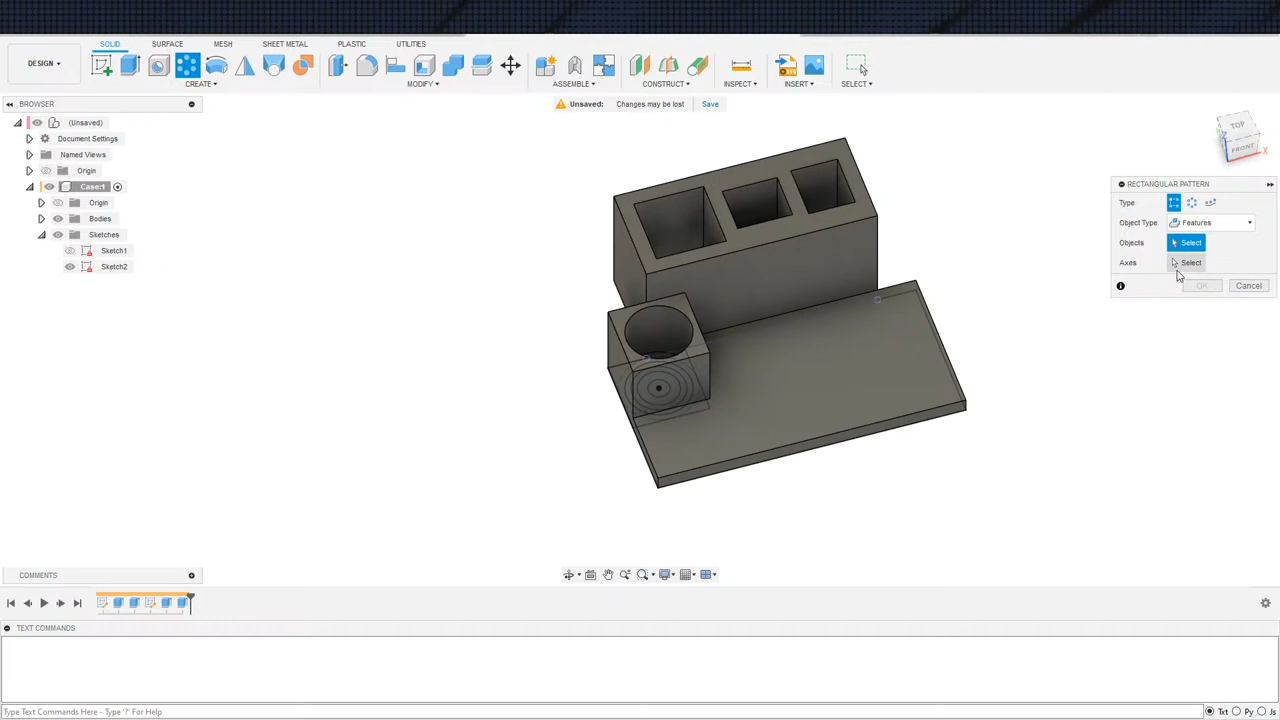 SOLID SURFACE MESH SHEET METAL PLASTIC UTILITIES
DESIGN
CREATE MODIFY ASSEMBLE CONSTRUCT INSPECT INSERT SELECT
BROWSER
Unsaved: Changes may be lost Save
(Unsaved)
Document Settings
Named Views
Origin
Case:1
Origin
Bodies
Sketches
Sketch1
Sketch2
TOP
FRONT
Z
X
RECTANGULAR PATTERN
Type
Object Type Features
Objects Select
Axes Select
OK Cancel
COMMENTS
TEXT COMMANDS
Type Text Commands Here - Type '?' For Help
Txt Py Js